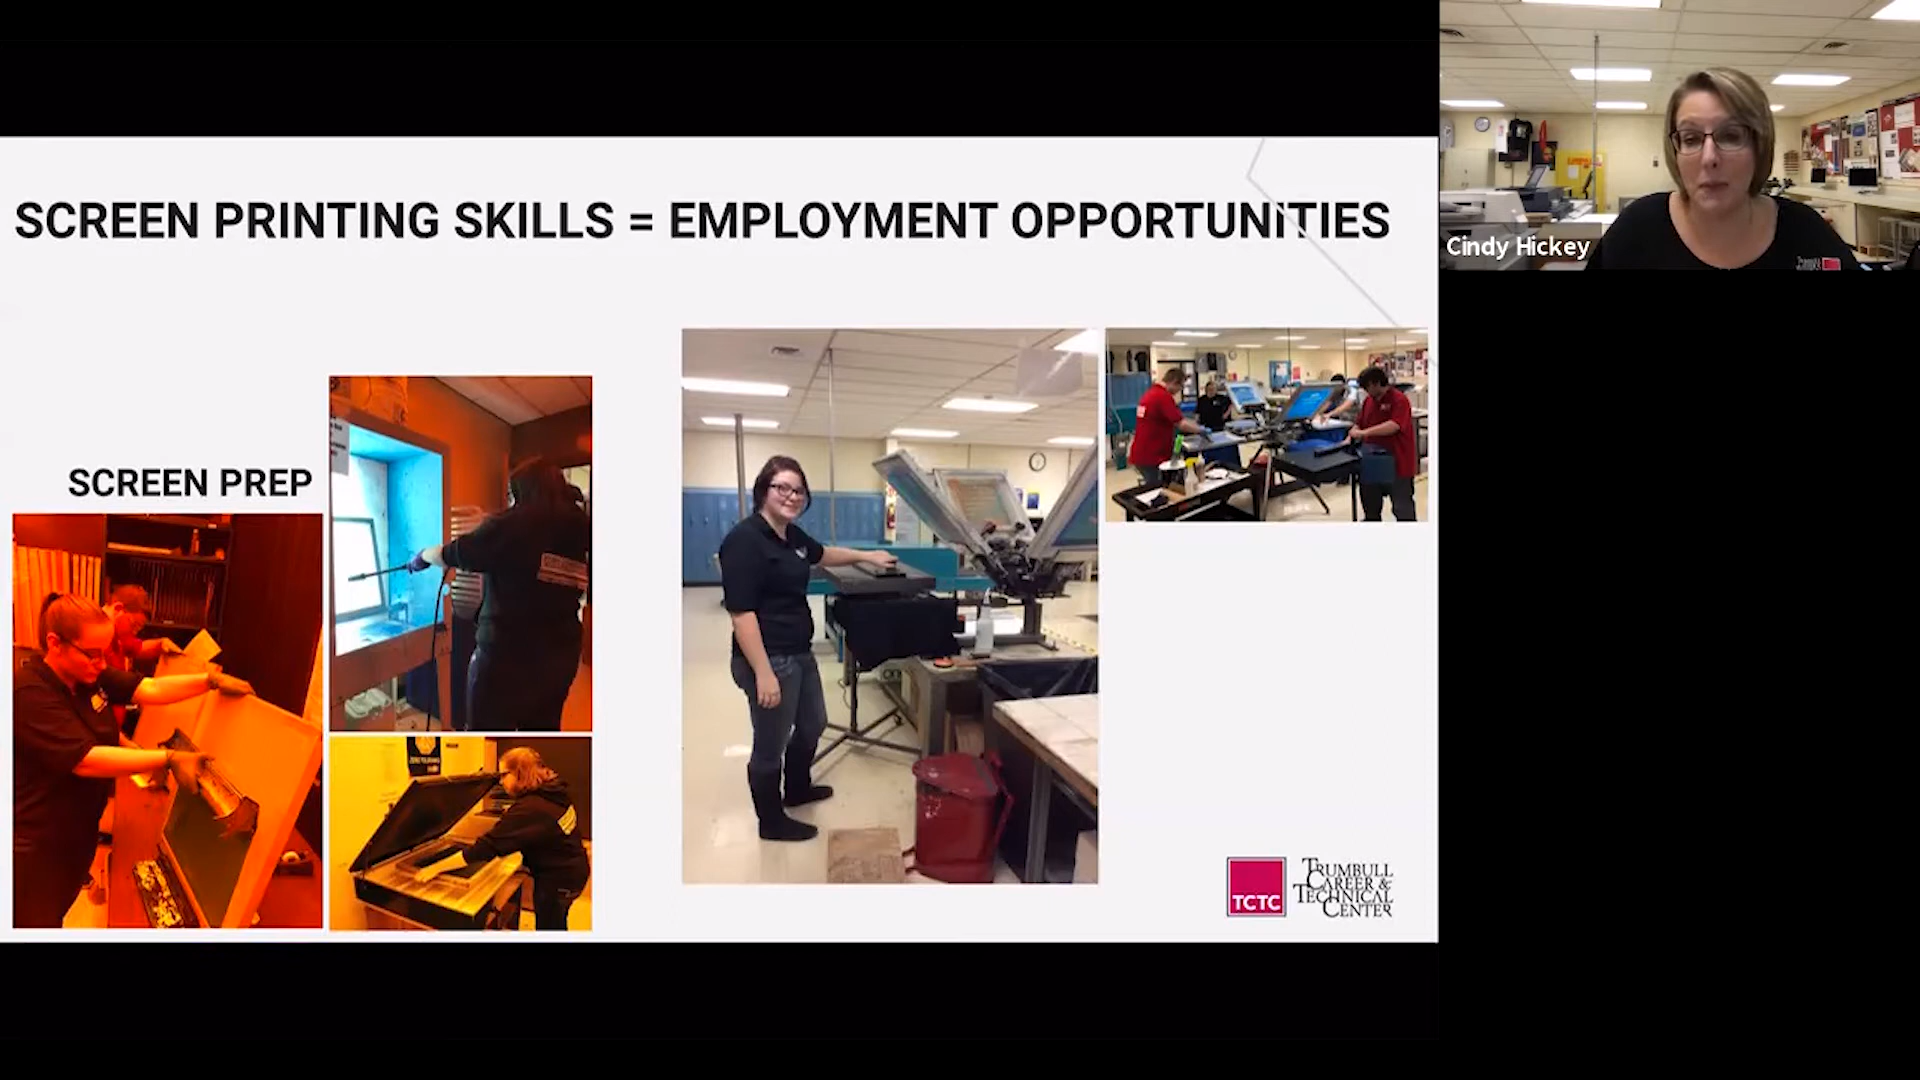 SCREEN PRINTING SKILLS = EMPLOYMENT OPPORTUNITIES
Cindy Hickey
SCREEN PREP
TCTC
TRUMBULL
CAREER &
TECHNICAL
CENTER